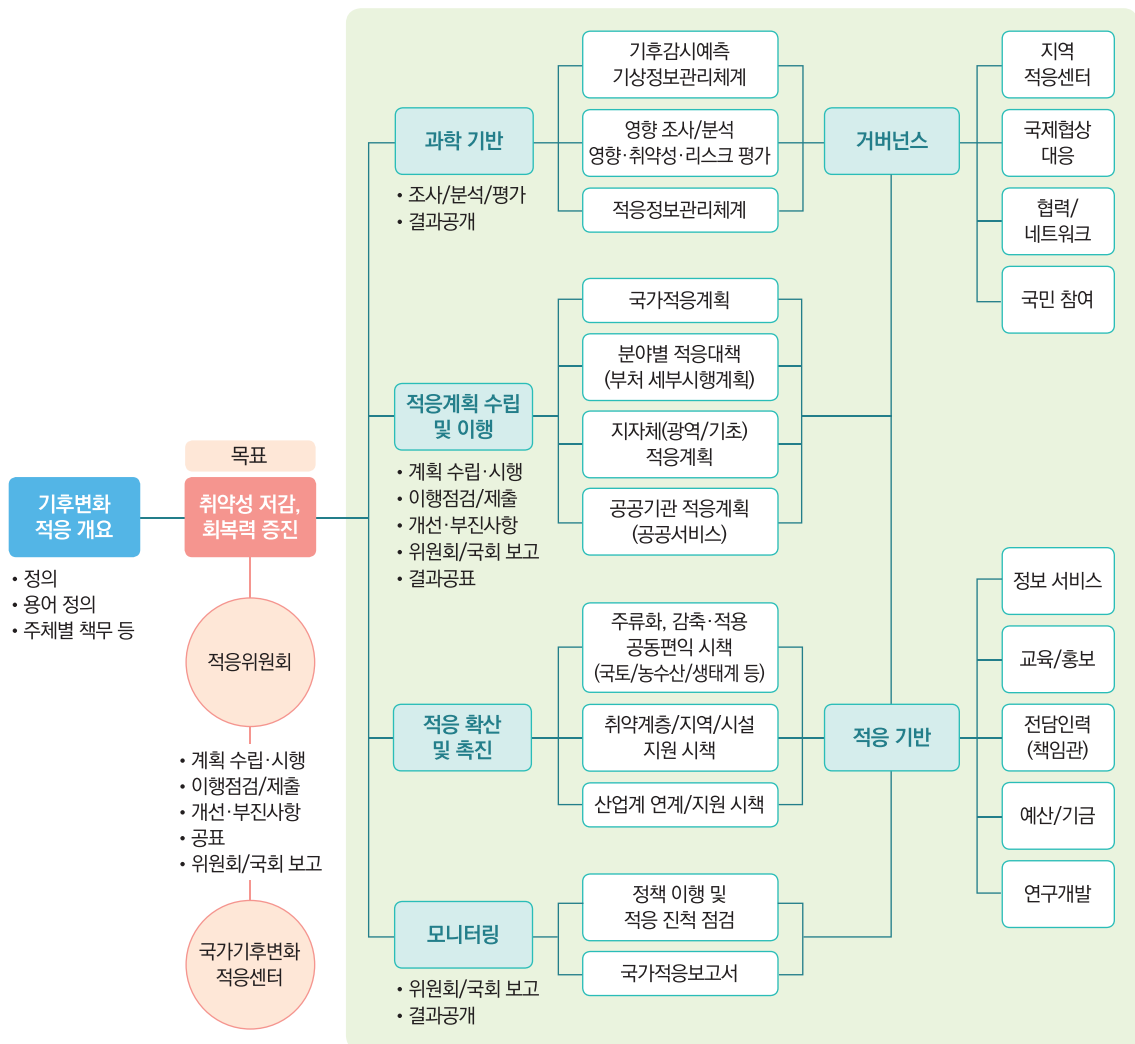 기후변화
적응 개요
• 정의
• 용어 정의
• 주체별 책무 등
목표
취약성 저감,
회복력 증진
적응위원회
• 계획 수립·시행
• 이행점검/제출
• 개선·부진사항
• 공표
• 위원회/국회 보고
국가기후변화
적응센터
과학 기반
• 조사/분석/평가
• 결과공개
기후감시예측
기상정보관리체계
영향 조사/분석
영향·취약성·리스크 평가
적응정보관리체계
적응계획 수립
및 이행
• 계획 수립·시행
• 이행점검/제출
• 개선·부진사항
• 위원회/국회 보고
• 결과공표
국가적응계획
분야별 적응대책
(부처 세부시행계획)
지자체(광역/기초)
적응계획
공공기관 적응계획
(공공서비스)
적응 확산
및 촉진
주류화, 감축·적용
공동편익 시책
(국토/농수산/생태계 등)
취약계층/지역/시설
지원 시책
산업계 연계/지원 시책
모니터링
• 위원회/국회 보고
• 결과공개
정책 이행 및
적응 진척 점검
국가적응보고서
거버넌스
지역
적응센터
국제협상
대응
협력/
네트워크
국민 참여
적응 기반
정보 서비스
교육/홍보
전담인력
(책임관)
예산/기금
연구개발